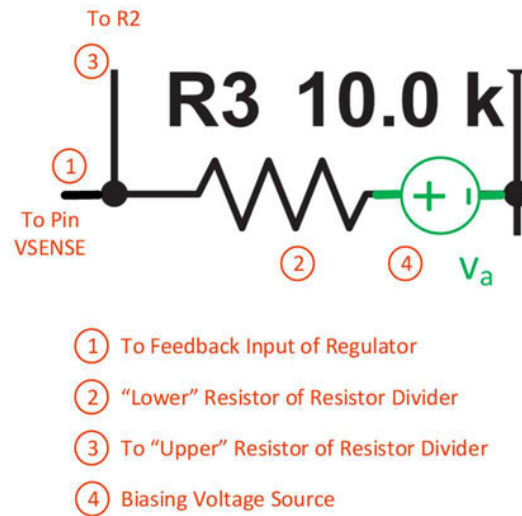 To R2
3
R3 10.0 k
1
To Pin
VSENSE
+ -
2
4
Va
1 To Feedback Input of Regulator
2 “Lower” Resistor of Resistor Divider
3 To “Upper” Resistor of Resistor Divider
4 Biasing Voltage Source